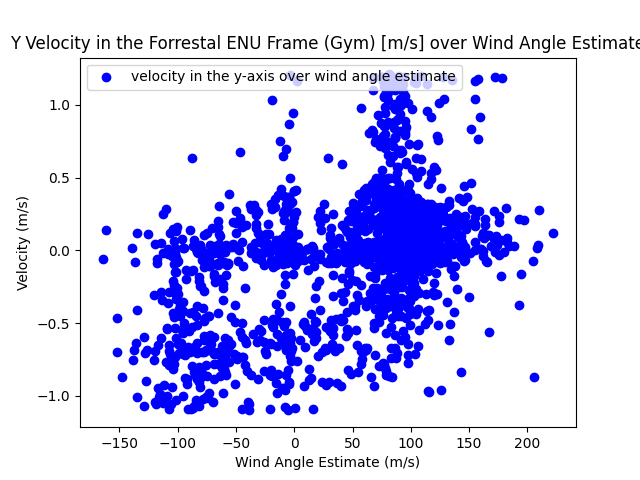 Y Velocity in the Forrestal ENU Frame (Gym) [m/s] over Wind Angle Estimate
velocity in the y-axis over wind angle estimate
1.0
0.5
0.0
−0.5
−1.0
Velocity (m/s)
−150 −100 −50 0 50 100 150 200
Wind Angle Estimate (m/s)